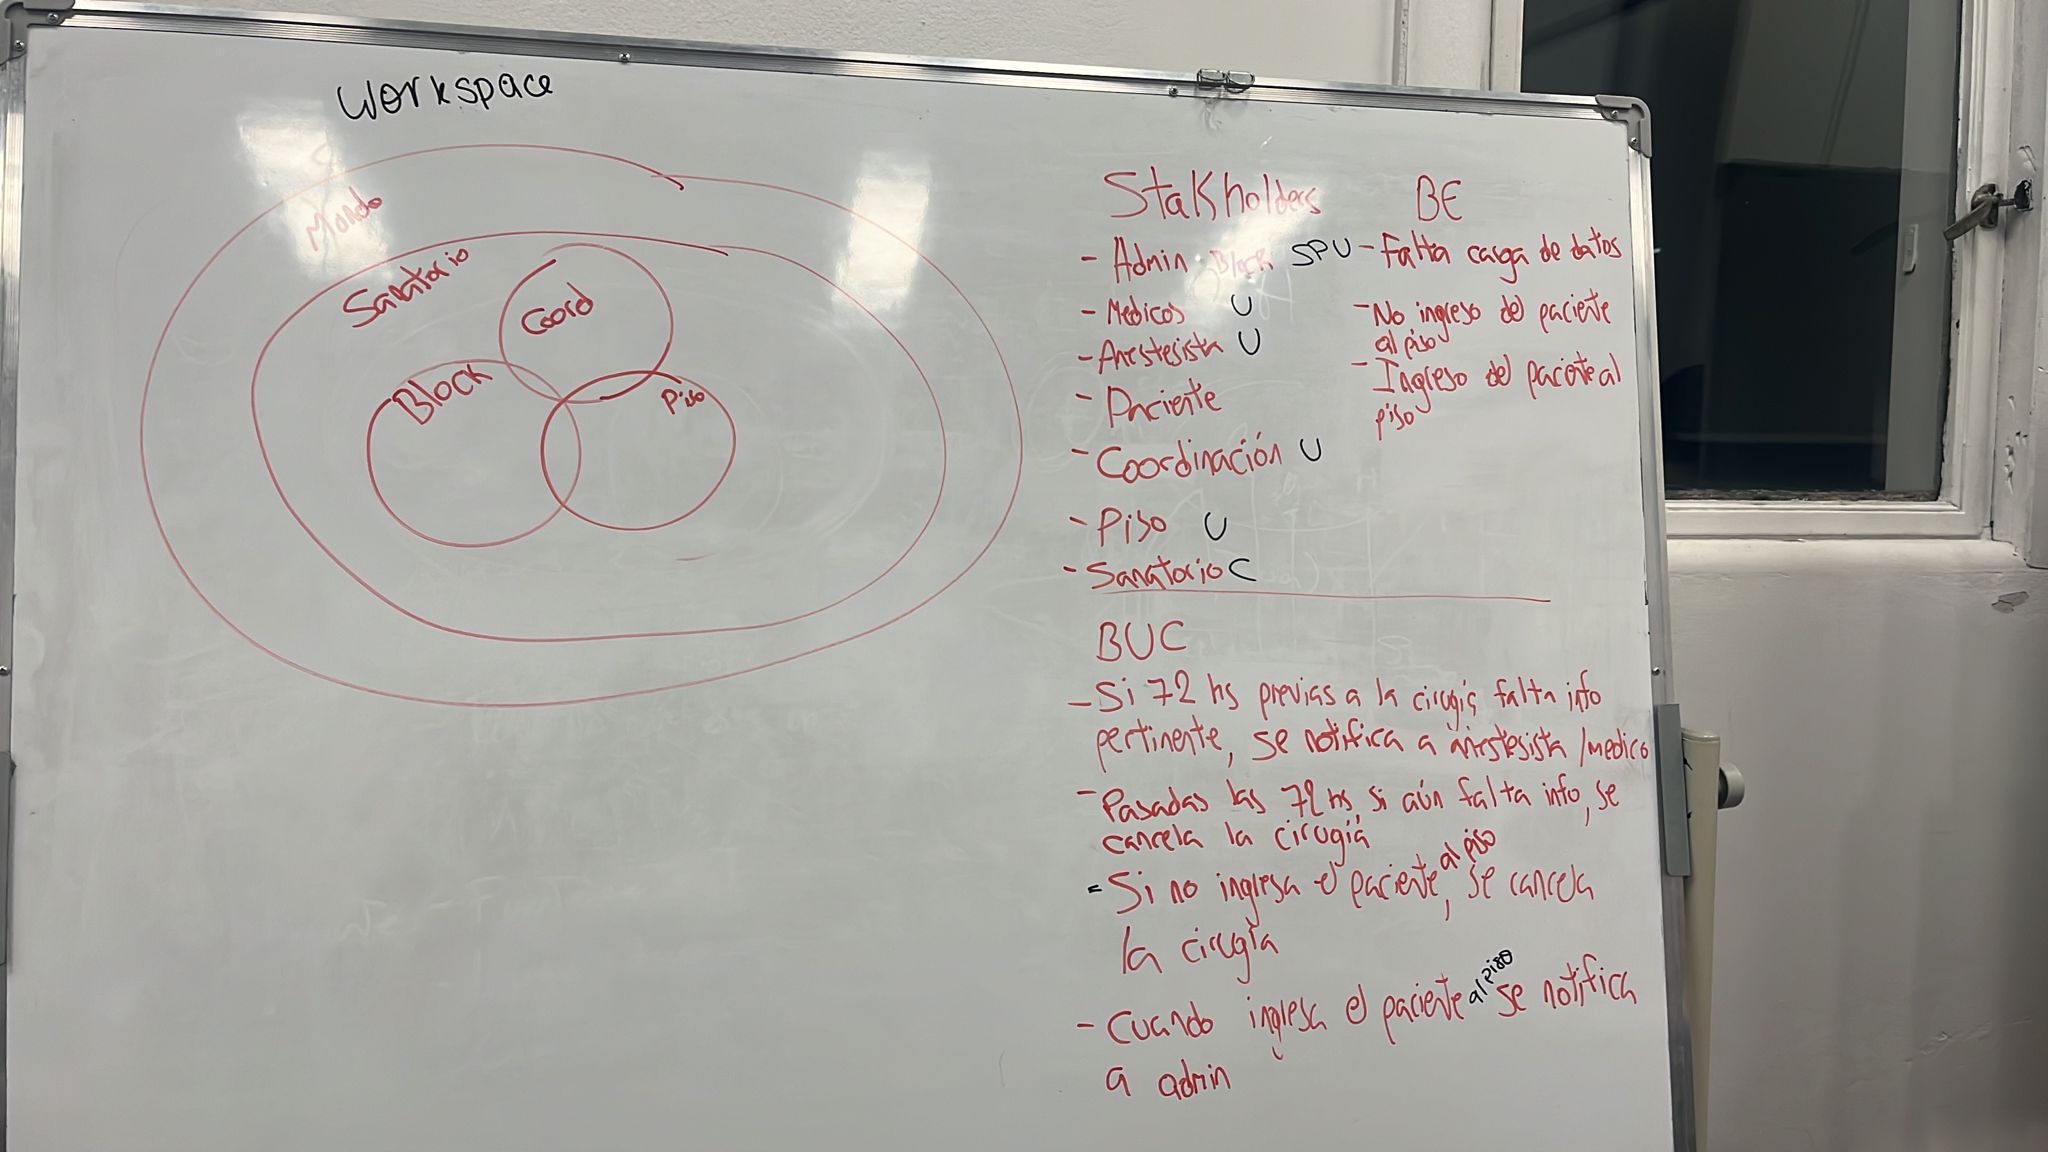 Workspace
Mundo
Sanatorio
Coord
Block
Piso
Stakholders
- Admin Block SPU
- Medicos U
- Anestesista U
- Paciente
- Coordinación U
- Piso U
- Sanatorio C
BE
- Falta carga de datos
- No ingreso del paciente
al piso
- Ingreso del paciente al
piso
BUC
- Si 72 hs previas a la cirugía falta info
pertinente, se notifica a anestesista /medico
- Pasadas las 72 hs, si aún falta info, se
cancela la cirugía
- Si no ingresa el paciente al piso, se cancela
la cirugía
- Cuando ingresa el paciente al piso se notifica
a admin